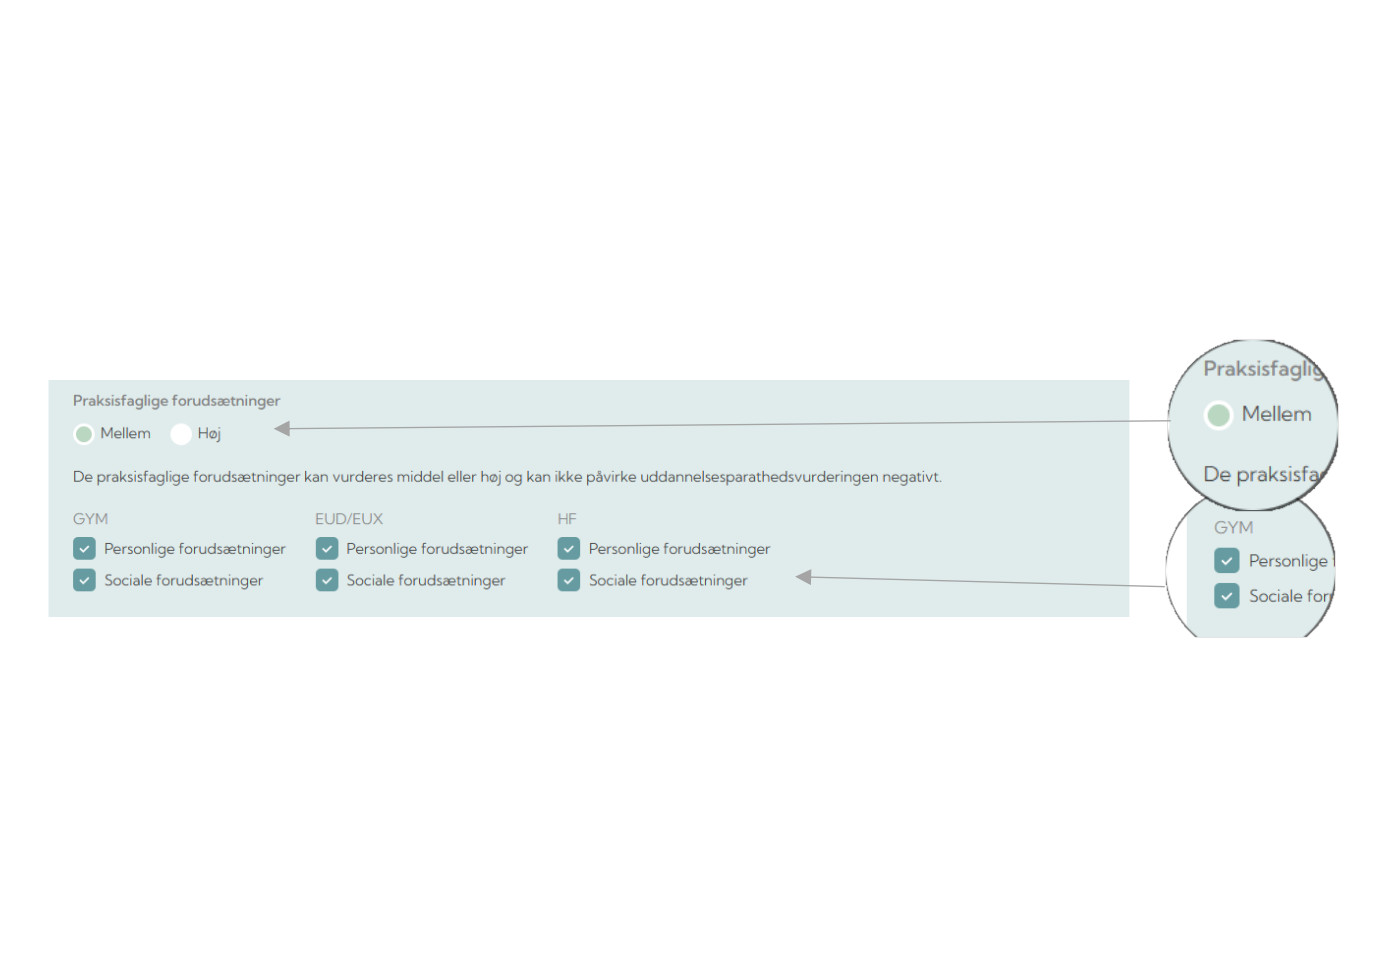 Praksisfaglige forudsætninger
Mellem Høj
De praksisfaglige forudsætninger kan vurderes middel eller høj og kan ikke påvirke uddannelsesparathedsvurderingen negativt.
GYM EUD/EUX HF
Personlige forudsætninger Personlige forudsætninger Personlige forudsætninger
Sociale forudsætninger Sociale forudsætninger Sociale forudsætninger
Praksisfaglig
Mellem
De praksisfag
GYM
Personlige
Sociale for